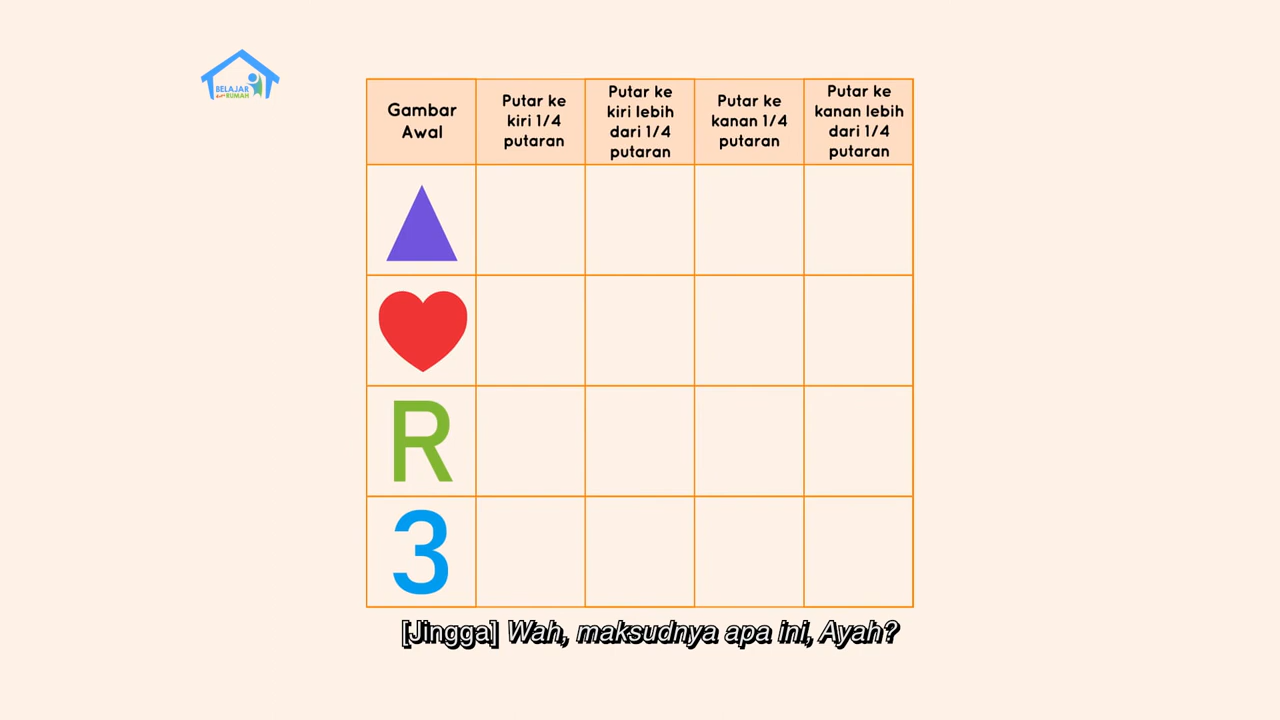 BELAJAR
dari RUMAH
Gambar
Awal
Putar ke
kiri 1/4
putaran
Putar ke
kiri lebih
dari 1/4
putaran
Putar ke
kanan 1/4
putaran
Putar ke
kanan lebih
dari 1/4
putaran
R
3
[Jingga] Wah, maksudnya apa ini, Ayah?